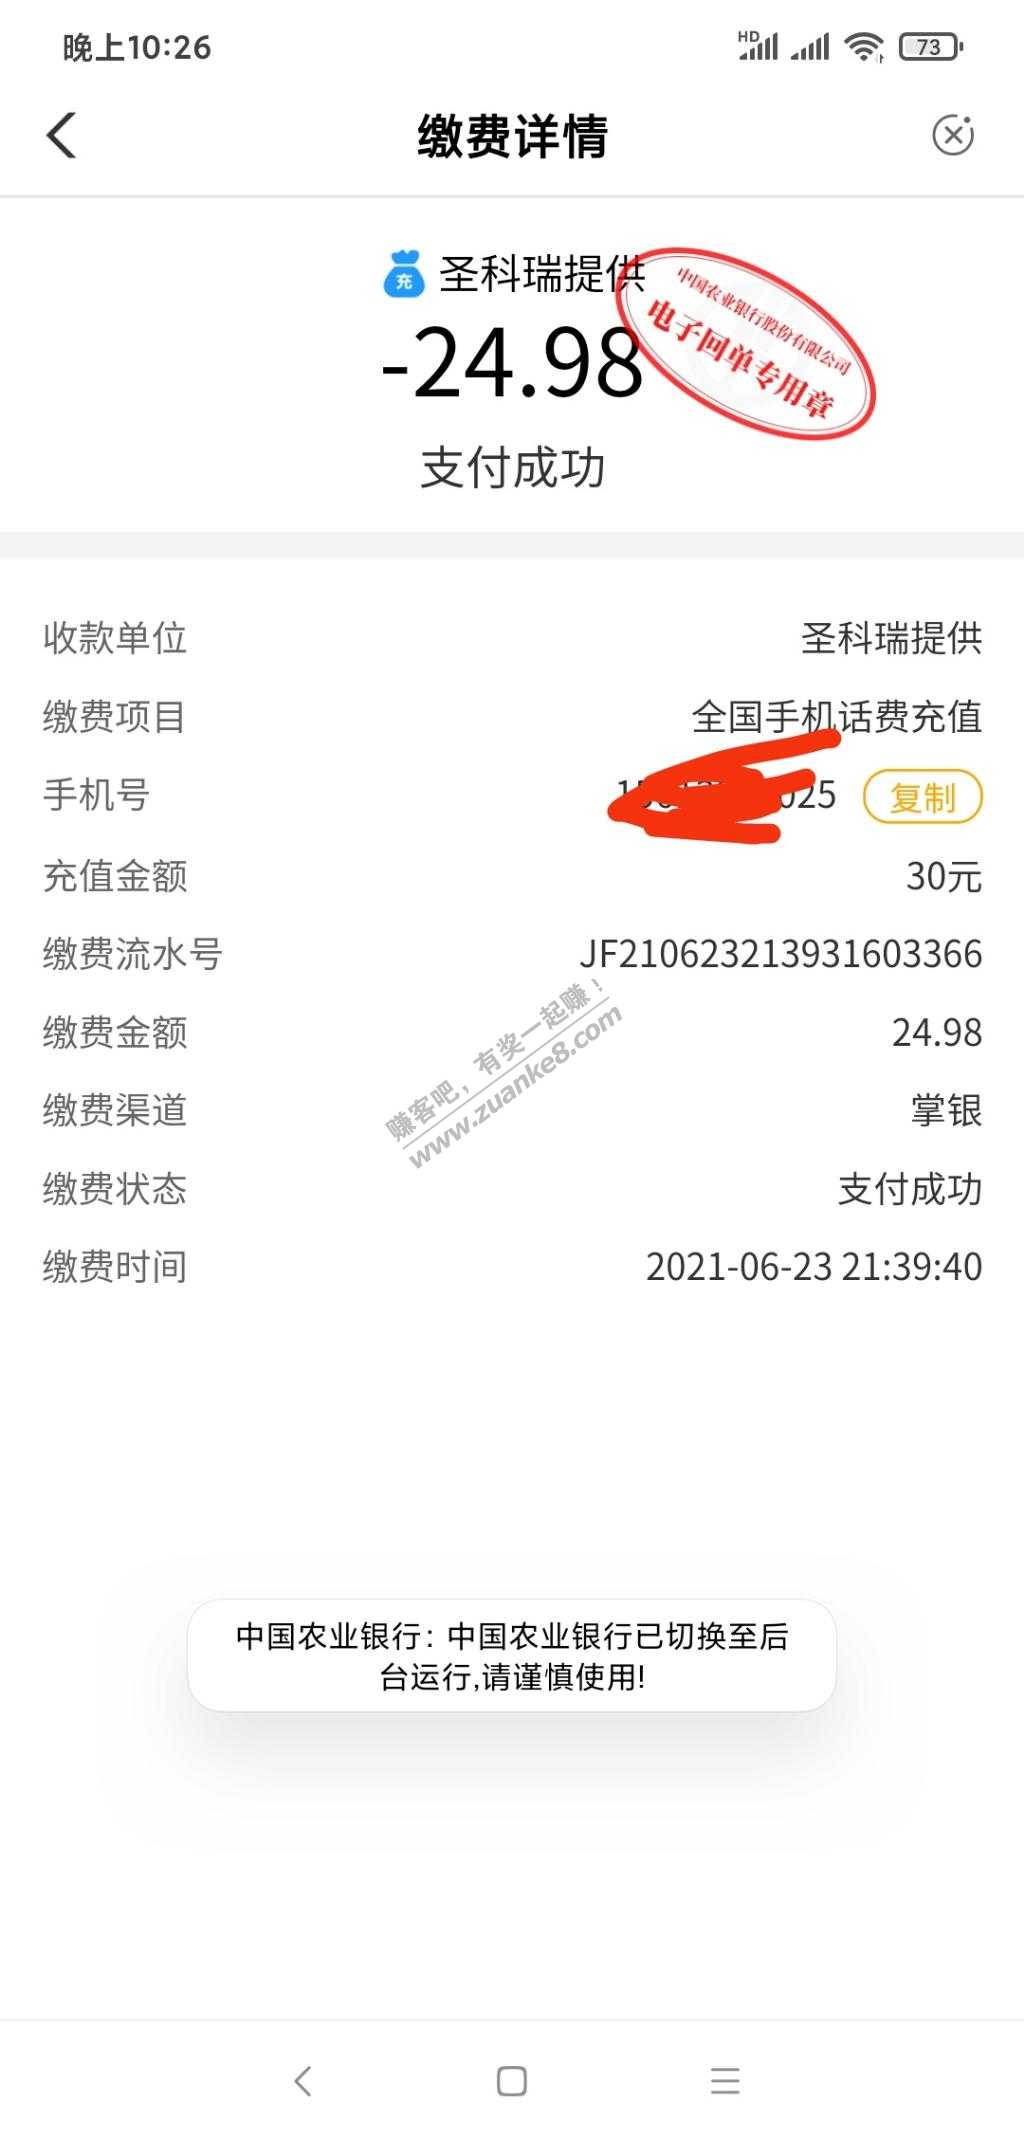 晚上10:26
HD
73
缴费详情
充 圣科瑞提供
中国农业银行股份有限公司
电子回单专用章
-24.98
支付成功
收款单位 圣科瑞提供
缴费项目 全国手机话费充值
手机号 025 复制
充值金额 30元
缴费流水号 JF210623213931603366
缴费金额 24.98
缴费渠道 掌银
缴费状态 支付成功
缴费时间 2021-06-23 21:39:40
赚客吧，有奖一起赚！
www.zuanke8.com
中国农业银行: 中国农业银行已切换至后
台运行,请谨慎使用!